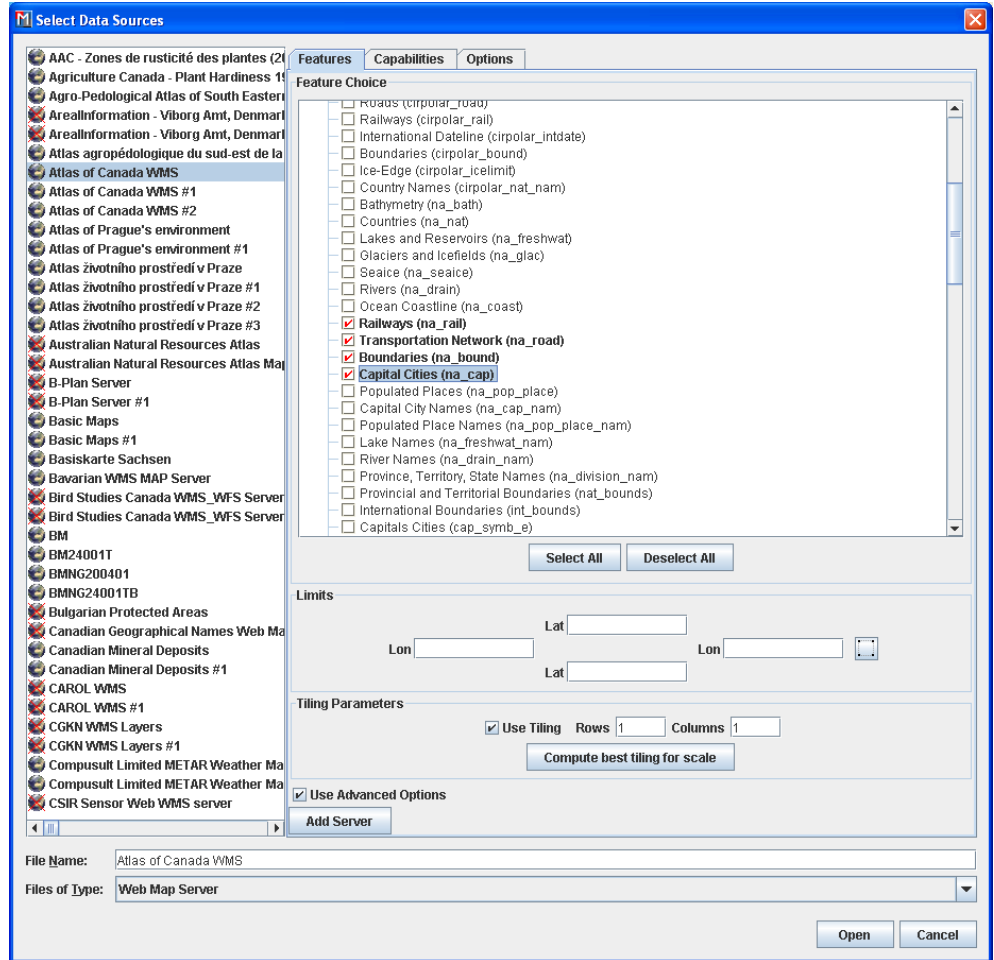 Select Data Sources
AAC - Zones de rusticité des plantes (20
Agriculture Canada - Plant Hardiness 19
Agro-Pedological Atlas of South Eastern
ArealInformation - Viborg Amt, Denmark
ArealInformation - Viborg Amt, Denmark
Atlas agropédologique du sud-est de la
Atlas of Canada WMS
Atlas of Canada WMS #1
Atlas of Canada WMS #2
Atlas of Prague's environment
Atlas of Prague's environment #1
Atlas životního prostředí v Praze
Atlas životního prostředí v Praze #1
Atlas životního prostředí v Praze #2
Atlas životního prostředí v Praze #3
Australian Natural Resources Atlas
Australian Natural Resources Atlas Map
B-Plan Server
B-Plan Server #1
Basic Maps
Basic Maps #1
Basiskarte Sachsen
Bavarian WMS MAP Server
Bird Studies Canada WMS_WFS Server
Bird Studies Canada WMS_WFS Server
BM
BM24001T
BMNG200401
BMNG24001TB
Bulgarian Protected Areas
Canadian Geographical Names Web Ma
Canadian Mineral Deposits
Canadian Mineral Deposits #1
CAROL WMS
CAROL WMS #1
CGKN WMS Layers
CGKN WMS Layers #1
Compusult Limited METAR Weather Ma
Compusult Limited METAR Weather Ma
CSIR Sensor Web WMS server
Features Capabilities Options
Feature Choice
Roads (cirpolar_road)
Railways (cirpolar_rail)
International Dateline (cirpolar_intdate)
Boundaries (cirpolar_bound)
Ice-Edge (cirpolar_icelimit)
Country Names (cirpolar_nat_nam)
Bathymetry (na_bath)
Countries (na_nat)
Lakes and Reservoirs (na_freshwat)
Glaciers and Icefields (na_glac)
Seaice (na_seaice)
Rivers (na_drain)
Ocean Coastline (na_coast)
Railways (na_rail)
Transportation Network (na_road)
Boundaries (na_bound)
Capital Cities (na_cap)
Populated Places (na_pop_place)
Capital City Names (na_cap_nam)
Populated Place Names (na_pop_place_nam)
Lake Names (na_freshwat_nam)
River Names (na_drain_nam)
Province, Territory, State Names (na_division_nam)
Provincial and Territorial Boundaries (nat_bounds)
International Boundaries (int_bounds)
Capitals Cities (cap_symb_e)
Select All Deselect All
Limits
Lat
Lon Lon
Lat
Tiling Parameters
Use Tiling Rows 1 Columns 1
Compute best tiling for scale
Use Advanced Options
Add Server
File Name: Atlas of Canada WMS
Files of Type: Web Map Server
Open Cancel